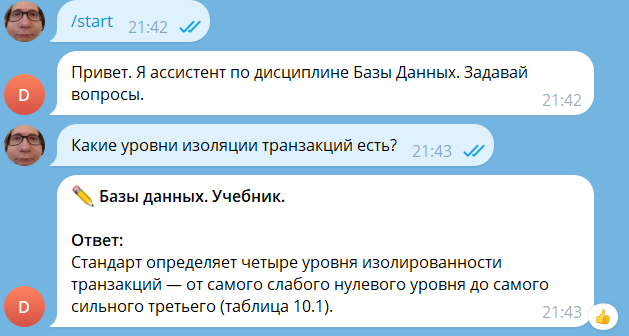 /start 21:42
Привет. Я ассистент по дисциплине Базы Данных. Задавай
вопросы. 21:42
D
Какие уровни изоляции транзакций есть? 21:43
✏️ Базы данных. Учебник.
Ответ:
Стандарт определяет четыре уровня изолированности
транзакций — от самого слабого нулевого уровня до самого
сильного третьего (таблица 10.1). 21:43
D